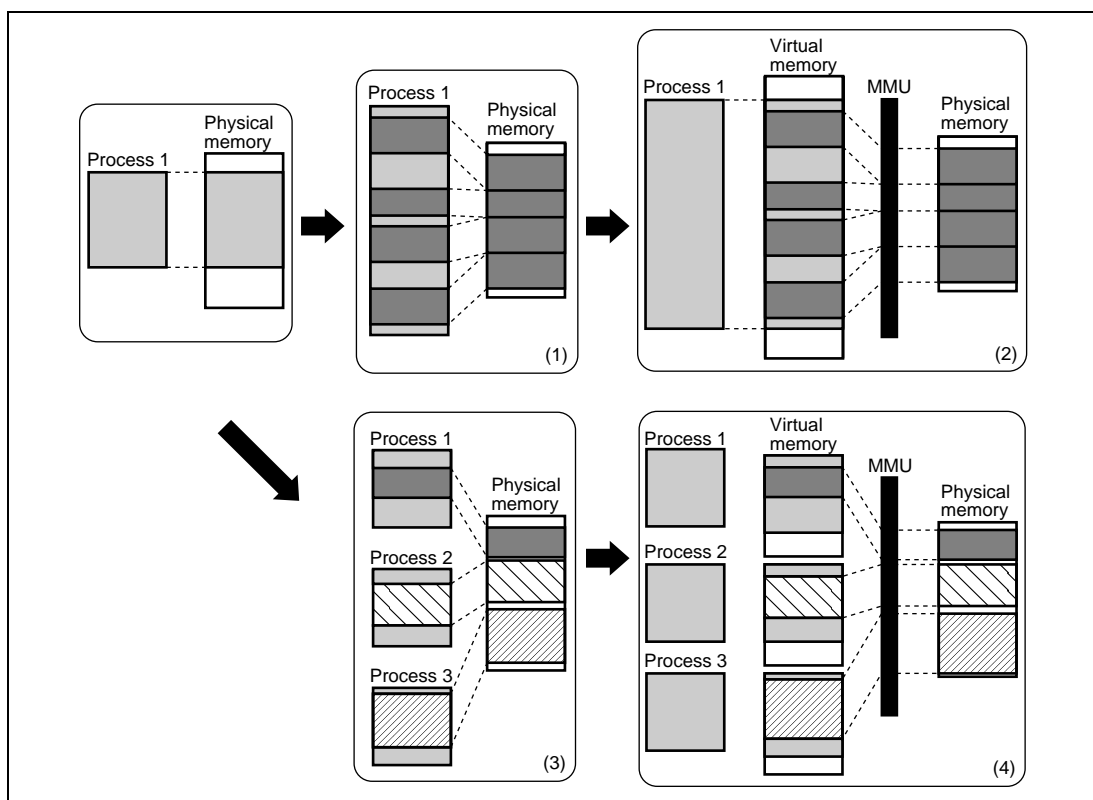 Process 1
Physical
memory
Process 1
Physical
memory
(1)
Process 1
Virtual
memory
MMU
Physical
memory
(2)
Process 1
Process 2
Process 3
Physical
memory
(3)
Process 1
Process 2
Process 3
Virtual
memory
MMU
Physical
memory
(4)